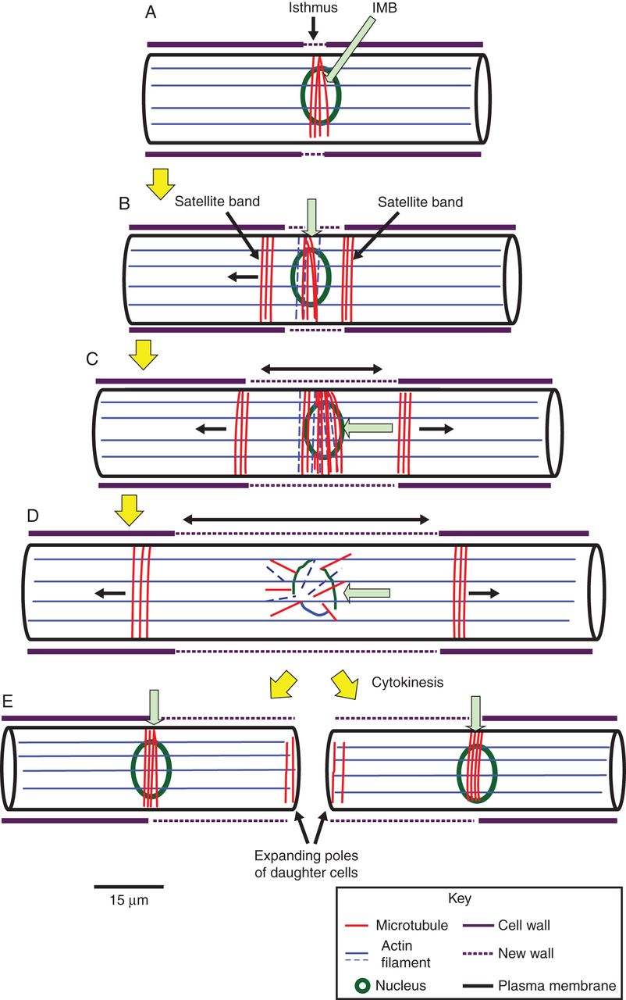 A
Isthmus
IMB
B
Satellite band
Satellite band
C
D
Cytokinesis
E
Expanding poles
of daughter cells
15 μm
Key
Microtubule
Cell wall
Actin
filament
New wall
Nucleus
Plasma membrane